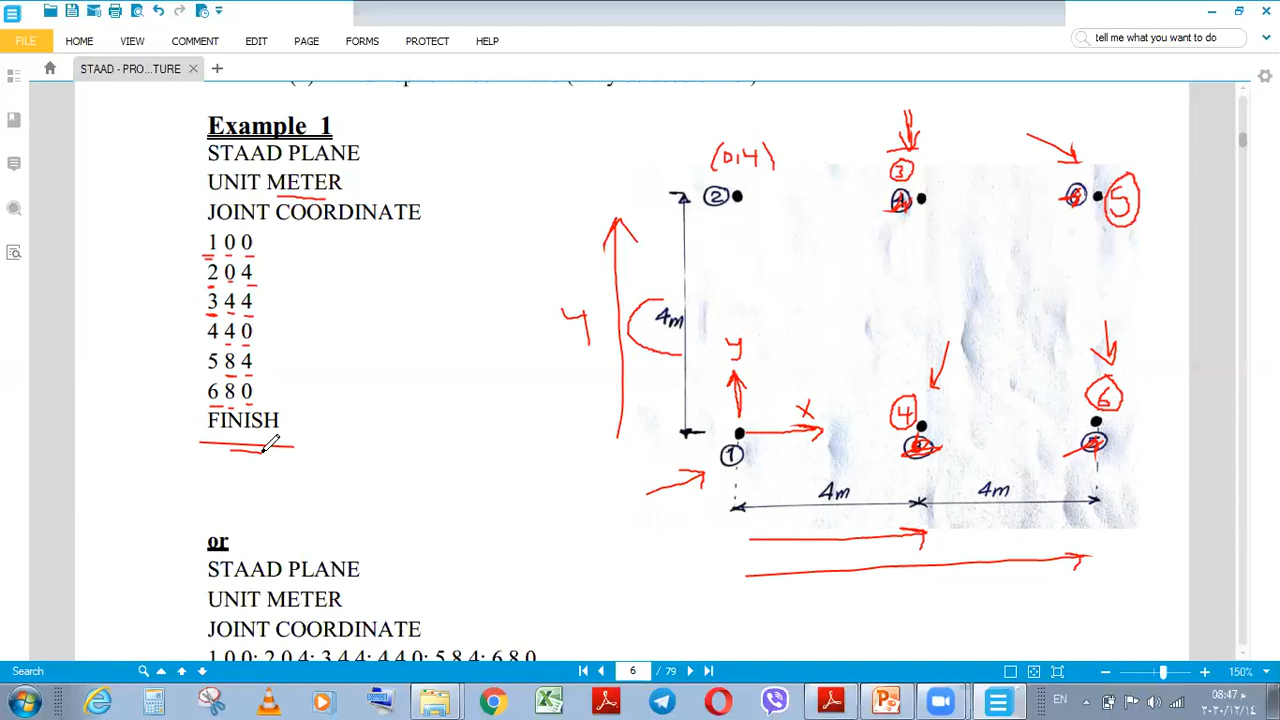 FILE HOME VIEW COMMENT EDIT PAGE FORMS PROTECT HELP
tell me what you want to do
STAAD - PRO...TURE
Example 1
STAAD PLANE
UNIT METER
JOINT COORDINATE
1 0 0
2 0 4
3 4 4
4 4 0
5 8 4
6 8 0
FINISH
(0,4)
2
3
5
4
4m
y
x
4
6
1
4m 4m
or
STAAD PLANE
UNIT METER
JOINT COORDINATE
1 0 0; 2 0 4; 3 4 4; 4 4 0; 5 8 4; 6 8 0
Search
6 / 79
150%
EN
08:47 م
٢٠٢٠/١٢/١٤